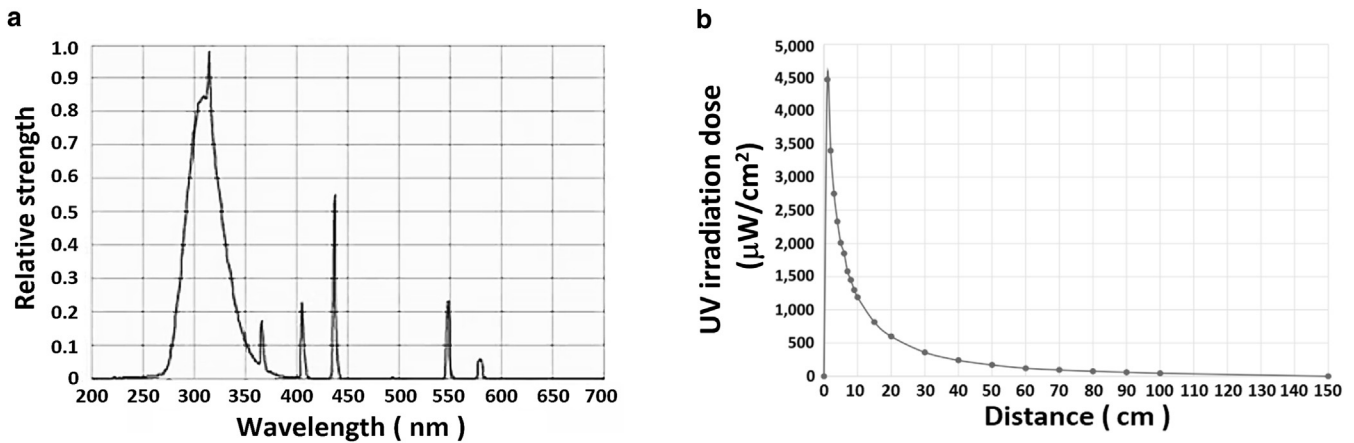 a
1.0
0.9
0.8
0.7
0.6
0.5
0.4
0.3
0.2
0.1
0
200 250 300 350 400 450 500 550 600 650 700
Relative strength
Wavelength ( nm )
b
5,000
4,500
4,000
3,500
3,000
2,500
2,000
1,500
1,000
500
0
0 10 20 30 40 50 60 70 80 90 100 110 120 130 140 150
UV irradiation dose
(μW/cm²)
Distance ( cm )